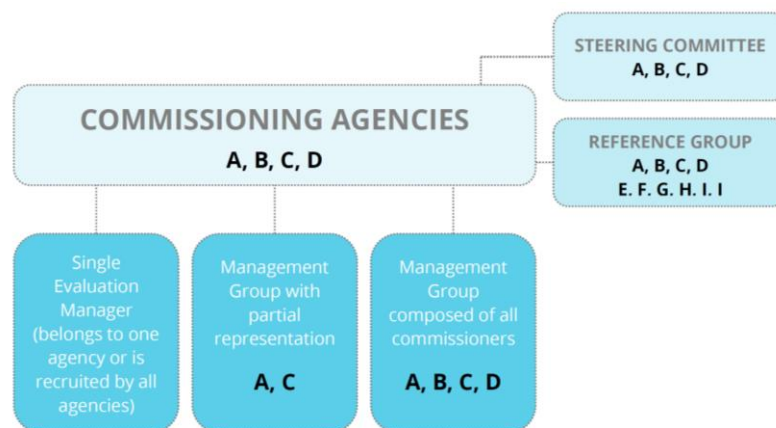 STEERING COMMITTEE
A, B, C, D
COMMISSIONING AGENCIES
A, B, C, D
REFERENCE GROUP
A, B, C, D
E. F. G. H. I. I
Single
Evaluation
Manager
(belongs to one
agency or is
recruited by all
agencies)
Management
Group with
partial
representation
A, C
Management
Group
composed of all
commissioners
A, B, C, D